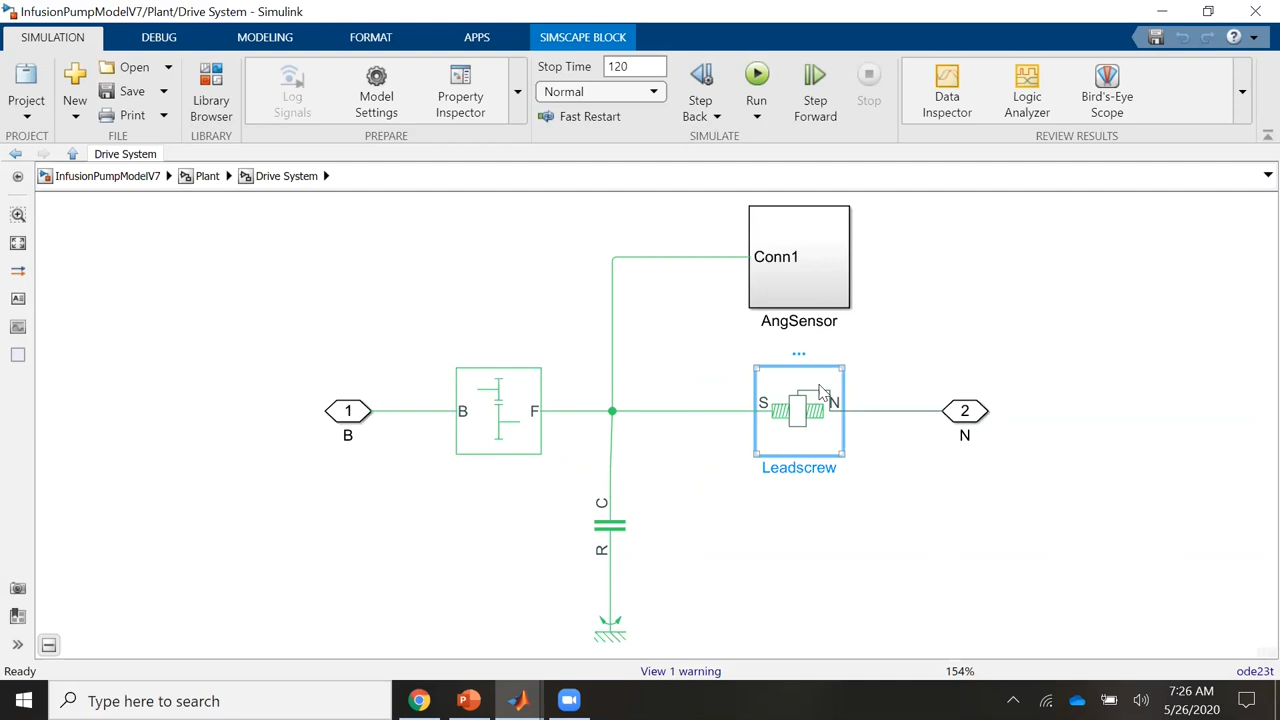 InfusionPumpModelV7/Plant/Drive System - Simulink
SIMULATION DEBUG MODELING FORMAT APPS SIMSCAPE BLOCK
Project
New
Open
Save
Print
Library Browser
Log Signals
Model Settings
Property Inspector
Stop Time 120
Normal
Fast Restart
Step Back
Run
Step Forward
Stop
Data Inspector
Logic Analyzer
Bird's-Eye Scope
PROJECT FILE LIBRARY PREPARE SIMULATE REVIEW RESULTS
Drive System
InfusionPumpModelV7 Plant Drive System
Conn1
AngSensor
...
1
B
B F
S N
2
N
Leadscrew
C
R
Ready View 1 warning 154% ode23t
Type here to search
7:26 AM
5/26/2020